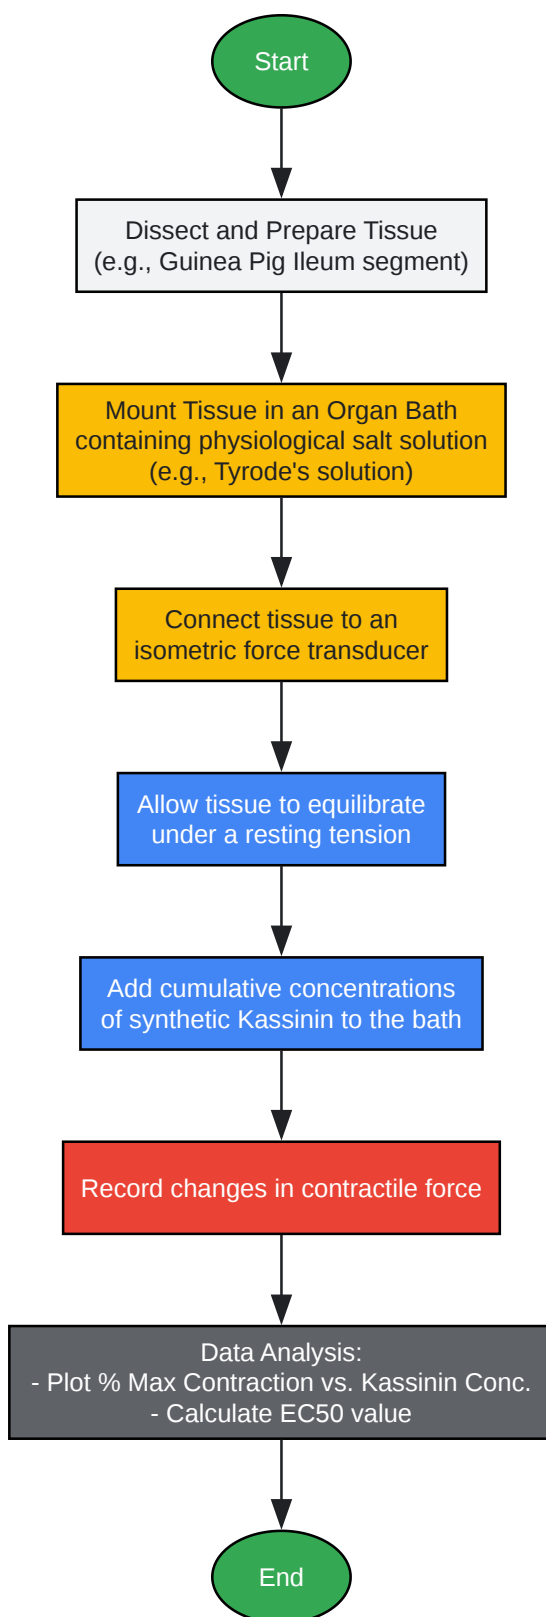 Start
Dissect and Prepare Tissue
(e.g., Guinea Pig Ileum segment)
Mount Tissue in an Organ Bath
containing physiological salt solution
(e.g., Tyrode's solution)
Connect tissue to an
isometric force transducer
Allow tissue to equilibrate
under a resting tension
Add cumulative concentrations
of synthetic Kassinin to the bath
Record changes in contractile force
Data Analysis:
- Plot % Max Contraction vs. Kassinin Conc.
- Calculate EC50 value
End